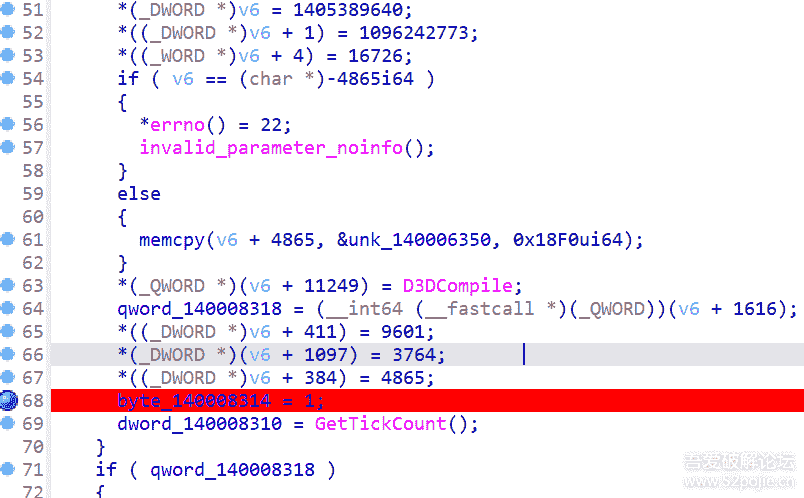 51 *(_DWORD *)v6 = 1405389640;
52 *((_DWORD *)v6 + 1) = 1096242773;
53 *((_WORD *)v6 + 4) = 16726;
54 if ( v6 == (char *)-4865i64 )
55 {
56 *errno() = 22;
57 invalid_parameter_noinfo();
58 }
59 else
60 {
61 memcpy(v6 + 4865, &unk_140006350, 0x18F0ui64);
62 }
63 *(_QWORD *)(v6 + 11249) = D3DCompile;
64 qword_140008318 = (__int64 (__fastcall *)(_QWORD))(v6 + 1616);
65 *((_DWORD *)v6 + 411) = 9601;
66 *(_DWORD *)(v6 + 1097) = 3764;
67 *((_DWORD *)v6 + 384) = 4865;
68 byte_140008314 = 1;
69 dword_140008310 = GetTickCount();
70 }
71 if ( qword_140008318 )
72 {
吾爱破解论坛
www.52pojie.cn